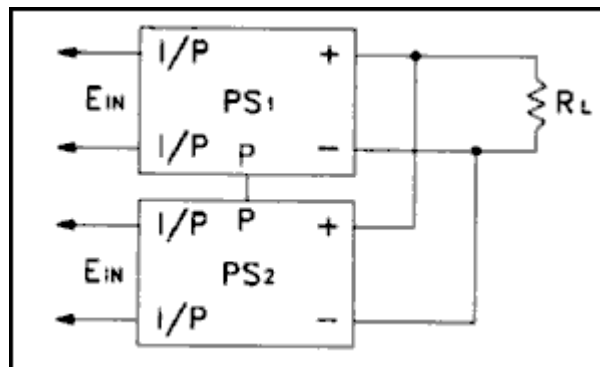 I/P +
EIN PS1 RL
I/P P −
I/P P +
EIN PS2
I/P −